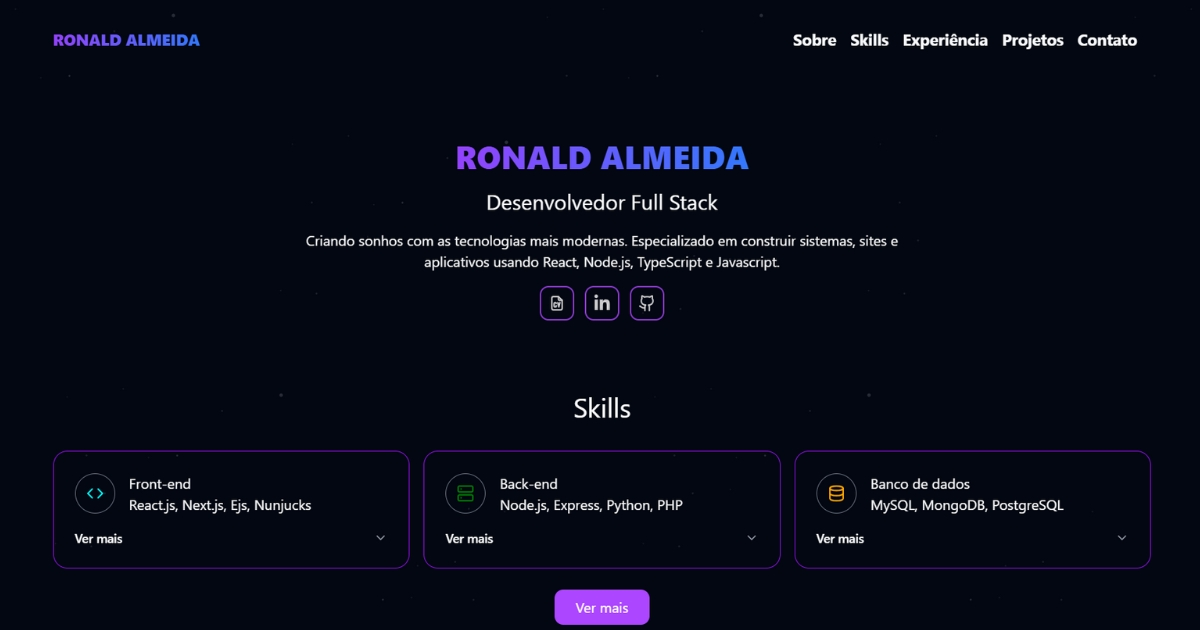 RONALD ALMEIDA
Sobre Skills Experiência Projetos Contato
RONALD ALMEIDA
Desenvolvedor Full Stack
Criando sonhos com as tecnologias mais modernas. Especializado em construir sistemas, sites e
aplicativos usando React, Node.js, TypeScript e Javascript.
CV in
Skills
Front-end
React.js, Next.js, Ejs, Nunjucks
Ver mais
Back-end
Node.js, Express, Python, PHP
Ver mais
Banco de dados
MySQL, MongoDB, PostgreSQL
Ver mais
Ver mais